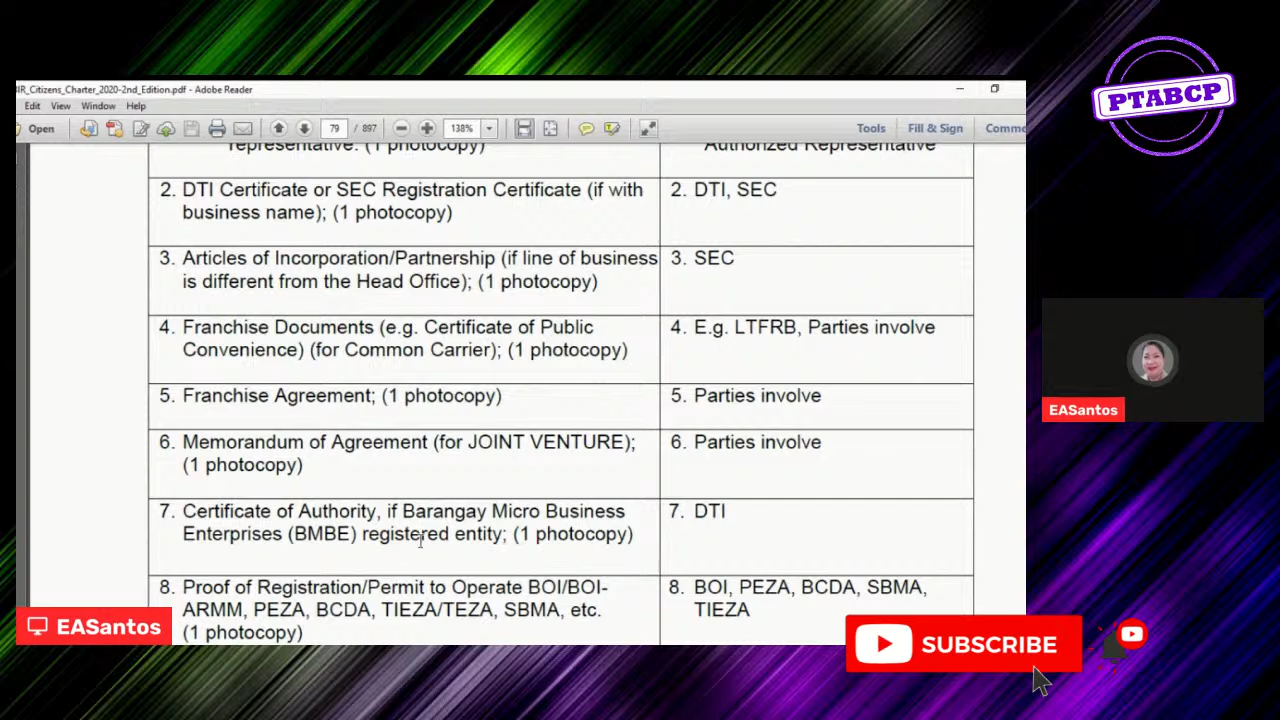 PTABCP
BIR_Citizens_Charter_2020-2nd_Edition.pdf - Adobe Reader
Edit View Window Help
Open 79 / 897 138% Tools Fill & Sign Comme
representative: (1 photocopy) Authorized Representative
2. DTI Certificate or SEC Registration Certificate (if with
business name); (1 photocopy)
2. DTI, SEC
3. Articles of Incorporation/Partnership (if line of business
is different from the Head Office); (1 photocopy)
3. SEC
4. Franchise Documents (e.g. Certificate of Public
Convenience) (for Common Carrier); (1 photocopy)
4. E.g. LTFRB, Parties involve
5. Franchise Agreement; (1 photocopy)
5. Parties involve
6. Memorandum of Agreement (for JOINT VENTURE);
(1 photocopy)
6. Parties involve
7. Certificate of Authority, if Barangay Micro Business
Enterprises (BMBE) registered entity; (1 photocopy)
7. DTI
8. Proof of Registration/Permit to Operate BOI/BOI-
ARMM, PEZA, BCDA, TIEZA/TEZA, SBMA, etc.
(1 photocopy)
8. BOI, PEZA, BCDA, SBMA,
TIEZA
EASantos
EASantos
SUBSCRIBE